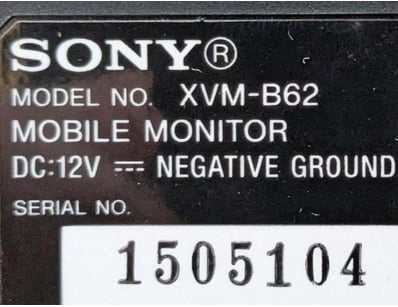 SONY®
MODEL NO. XVM-B62
MOBILE MONITOR
DC:12V ⎓ NEGATIVE GROUND
SERIAL NO.
1505104